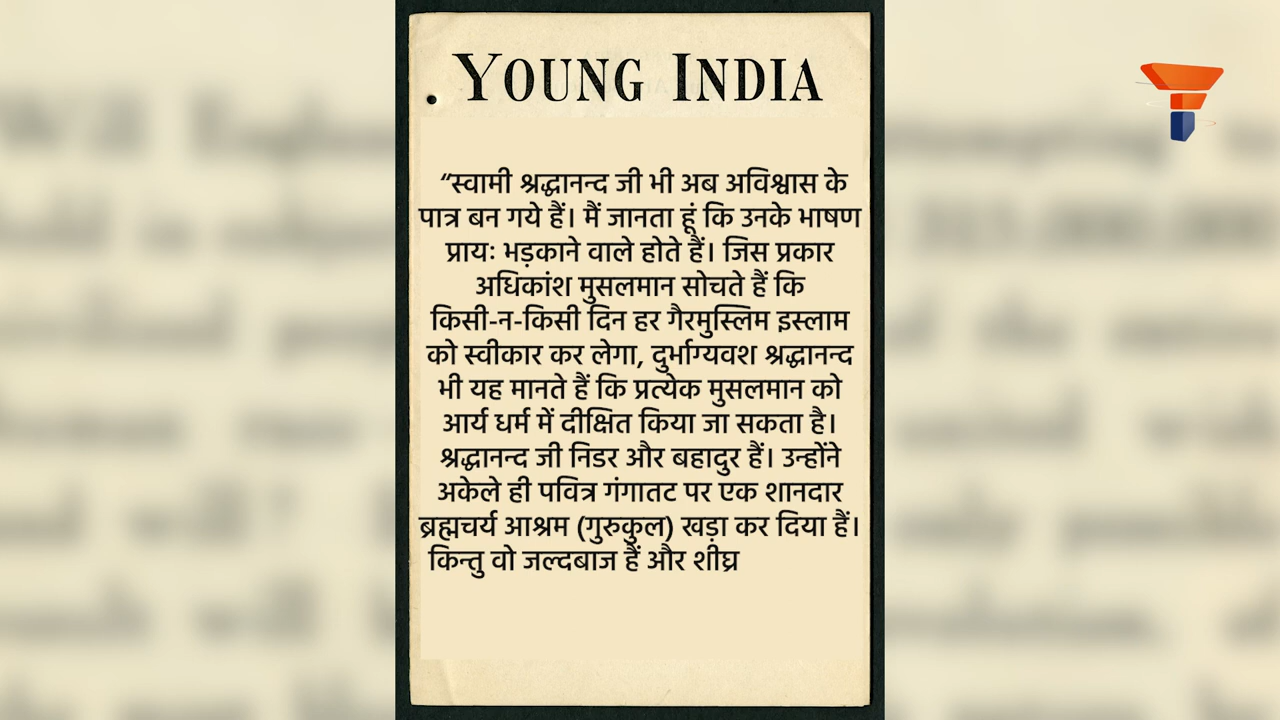 YOUNG INDIA
“स्वामी श्रद्धानन्द जी भी अब अविश्वास के
पात्र बन गये हैं। मैं जानता हूं कि उनके भाषण
प्रायः भड़काने वाले होते हैं। जिस प्रकार
अधिकांश मुसलमान सोचते हैं कि
किसी-न-किसी दिन हर गैरमुस्लिम इस्लाम
को स्वीकार कर लेगा, दुर्भाग्यवश श्रद्धानन्द
भी यह मानते हैं कि प्रत्येक मुसलमान को
आर्य धर्म में दीक्षित किया जा सकता है।
श्रद्धानन्द जी निडर और बहादुर हैं। उन्होंने
अकेले ही पवित्र गंगातट पर एक शानदार
ब्रह्मचर्य आश्रम (गुरुकुल) खड़ा कर दिया हैं।
किन्तु वो जल्दबाज हैं और शीघ्र